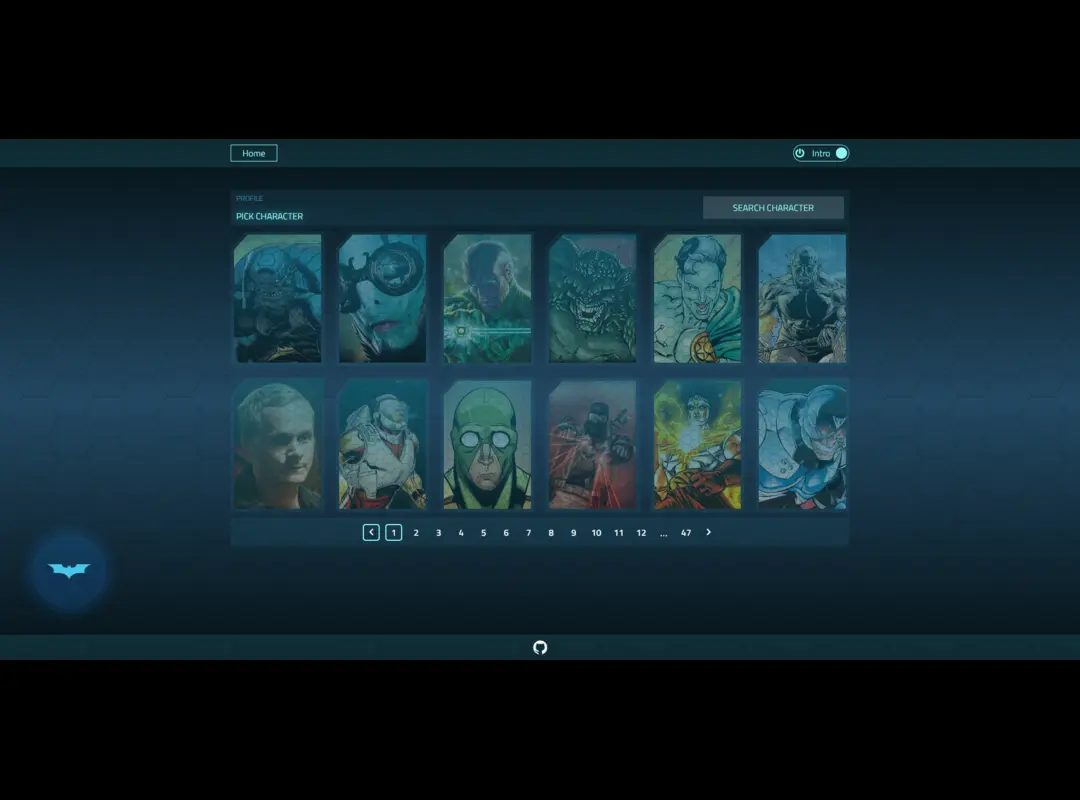 Home
Intro
PROFILE
PICK CHARACTER
SEARCH CHARACTER
1 2 3 4 5 6 7 8 9 10 11 12 ... 47